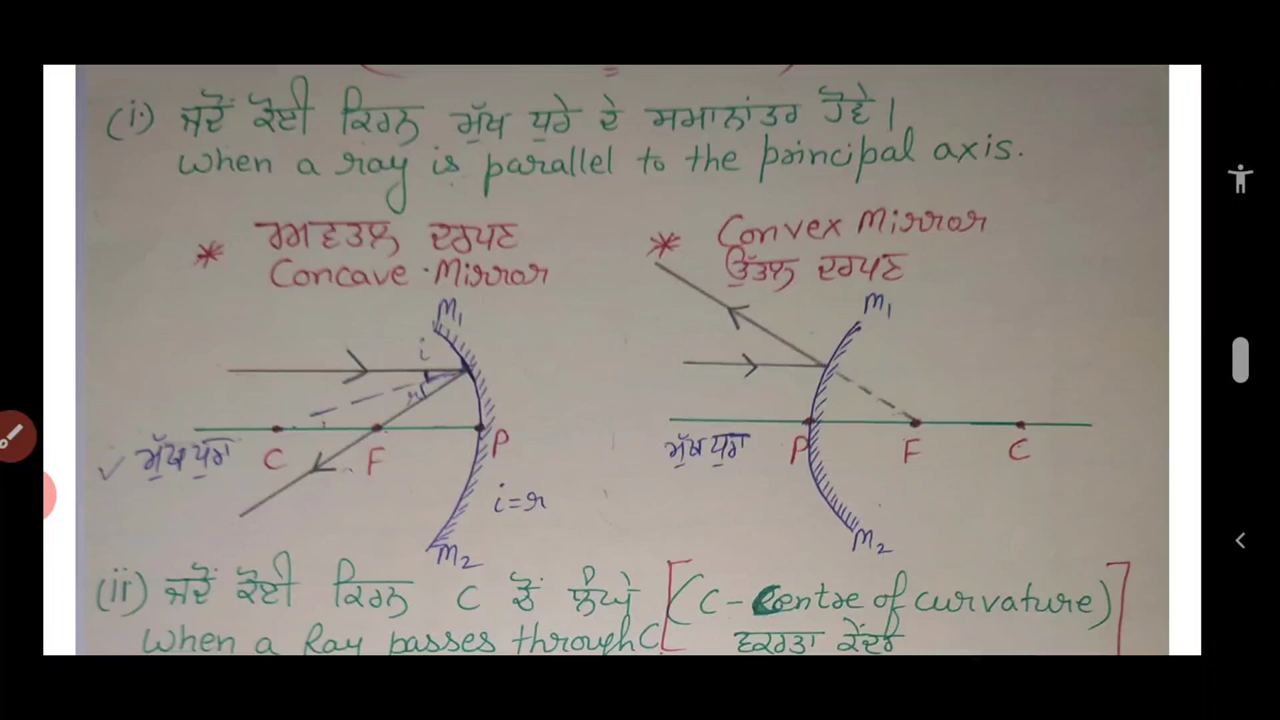 (i) ਜਦੋਂ ਕੋਈ ਕਿਰਨ ਮੁੱਖ ਧੁਰੇ ਦੇ ਸਮਾਨਾਂਤਰ ਹੋਵੇ।
When a ray is parallel to the principal axis.
* ਅਵਤਲ ਦਰਪਣ
Concave Mirror
* Convex Mirror
ਉੱਤਲ ਦਰਪਣ
M1
i
r
ਮੁੱਖ ਧੁਰਾ C F P
i=r
M2
M1
ਮੁੱਖ ਧੁਰਾ P F C
M2
(ii) ਜਦੋਂ ਕੋਈ ਕਿਰਨ C ਤੋਂ ਲੰਘੇ [(C - Centre of curvature)]
When a Ray passes through C. ਵਕਰਤਾ ਕੇਂਦਰ